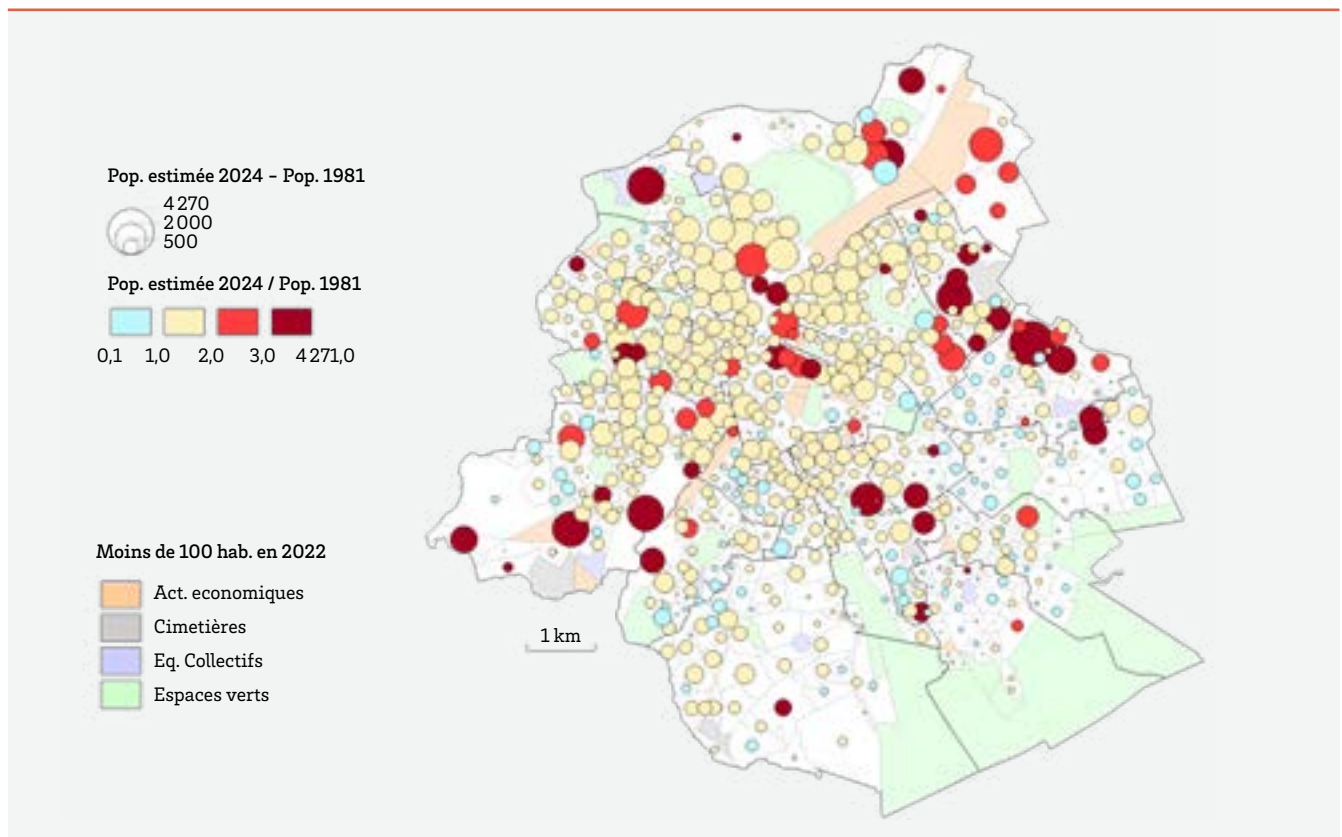 Pop. estimée 2024 - Pop. 1981
4 270
2 000
500
Pop. estimée 2024 / Pop. 1981
0,1 1,0 2,0 3,0 4 271,0
Moins de 100 hab. en 2022
Act. economiques
Cimetières
Eq. Collectifs
Espaces verts
1 km